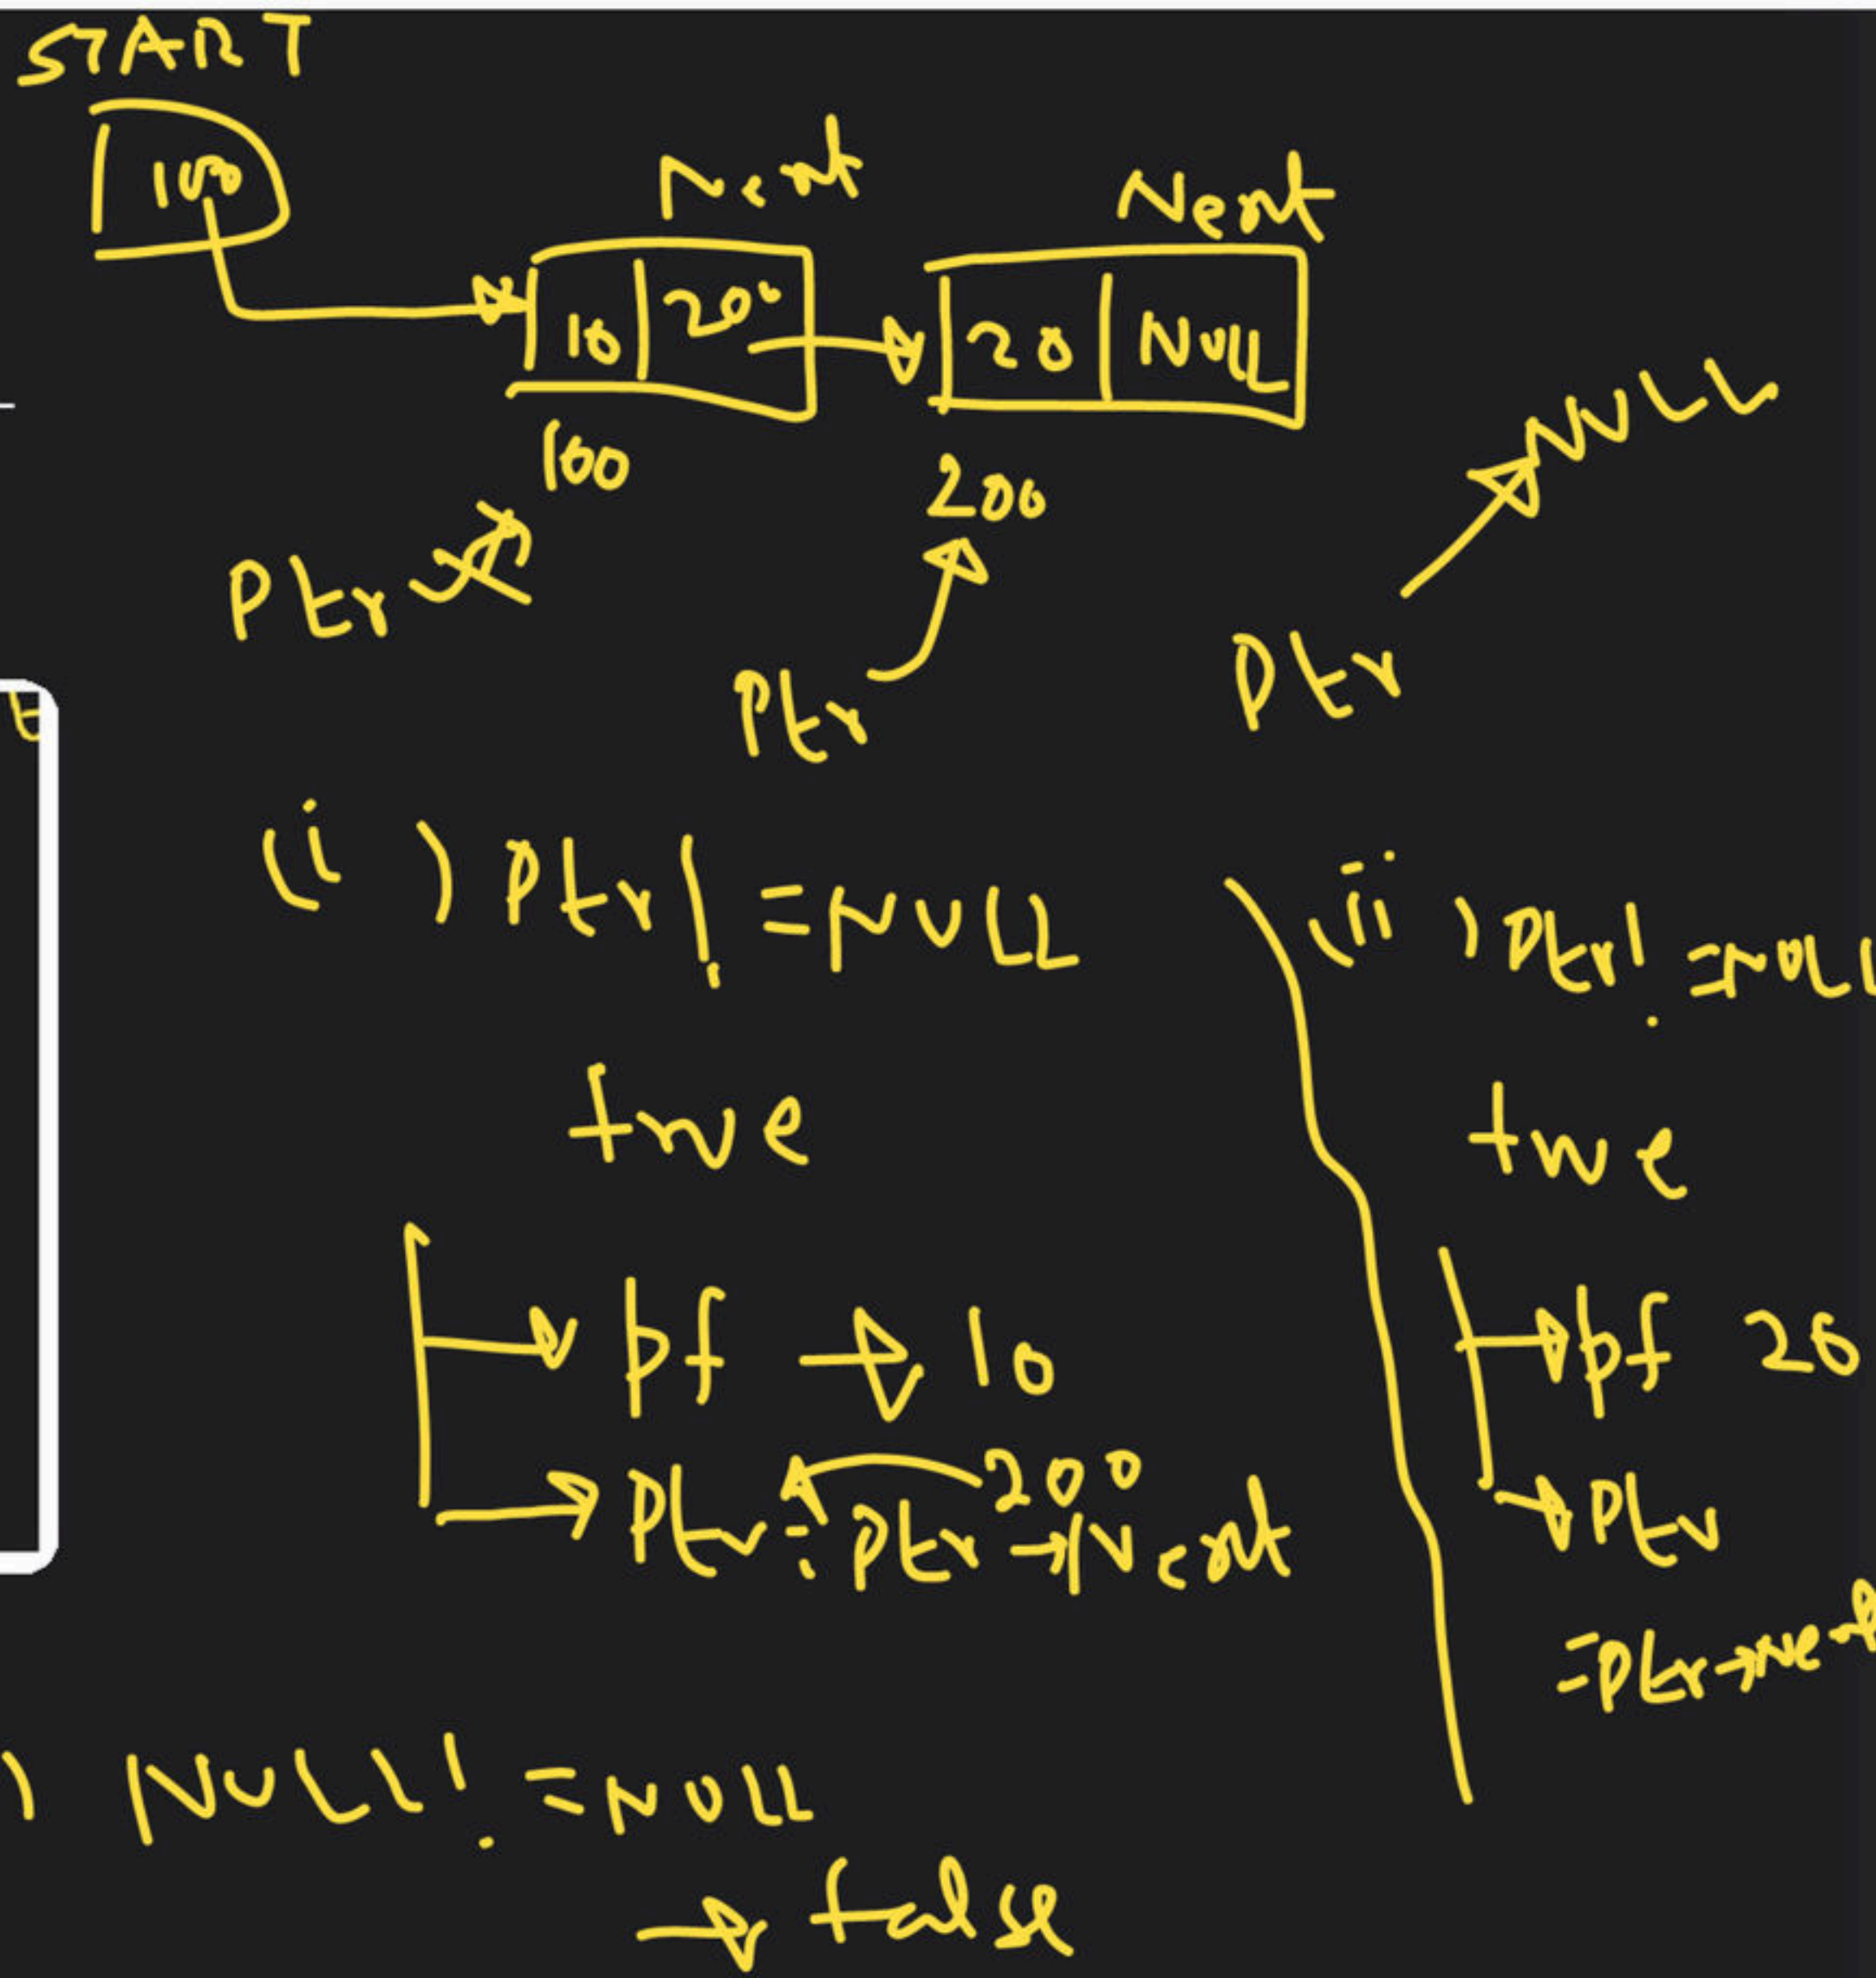 START
100
Next Next
10 200 20 NULL
100 200
NULL
Ptr Ptr Ptr
(i) Ptr != NULL
true
pf → 10
200
Ptr = Ptr → Next
(ii) Ptr! = NULL
true
pf 20
Ptr
= Ptr → Next
) NULL! = NULL
→ false